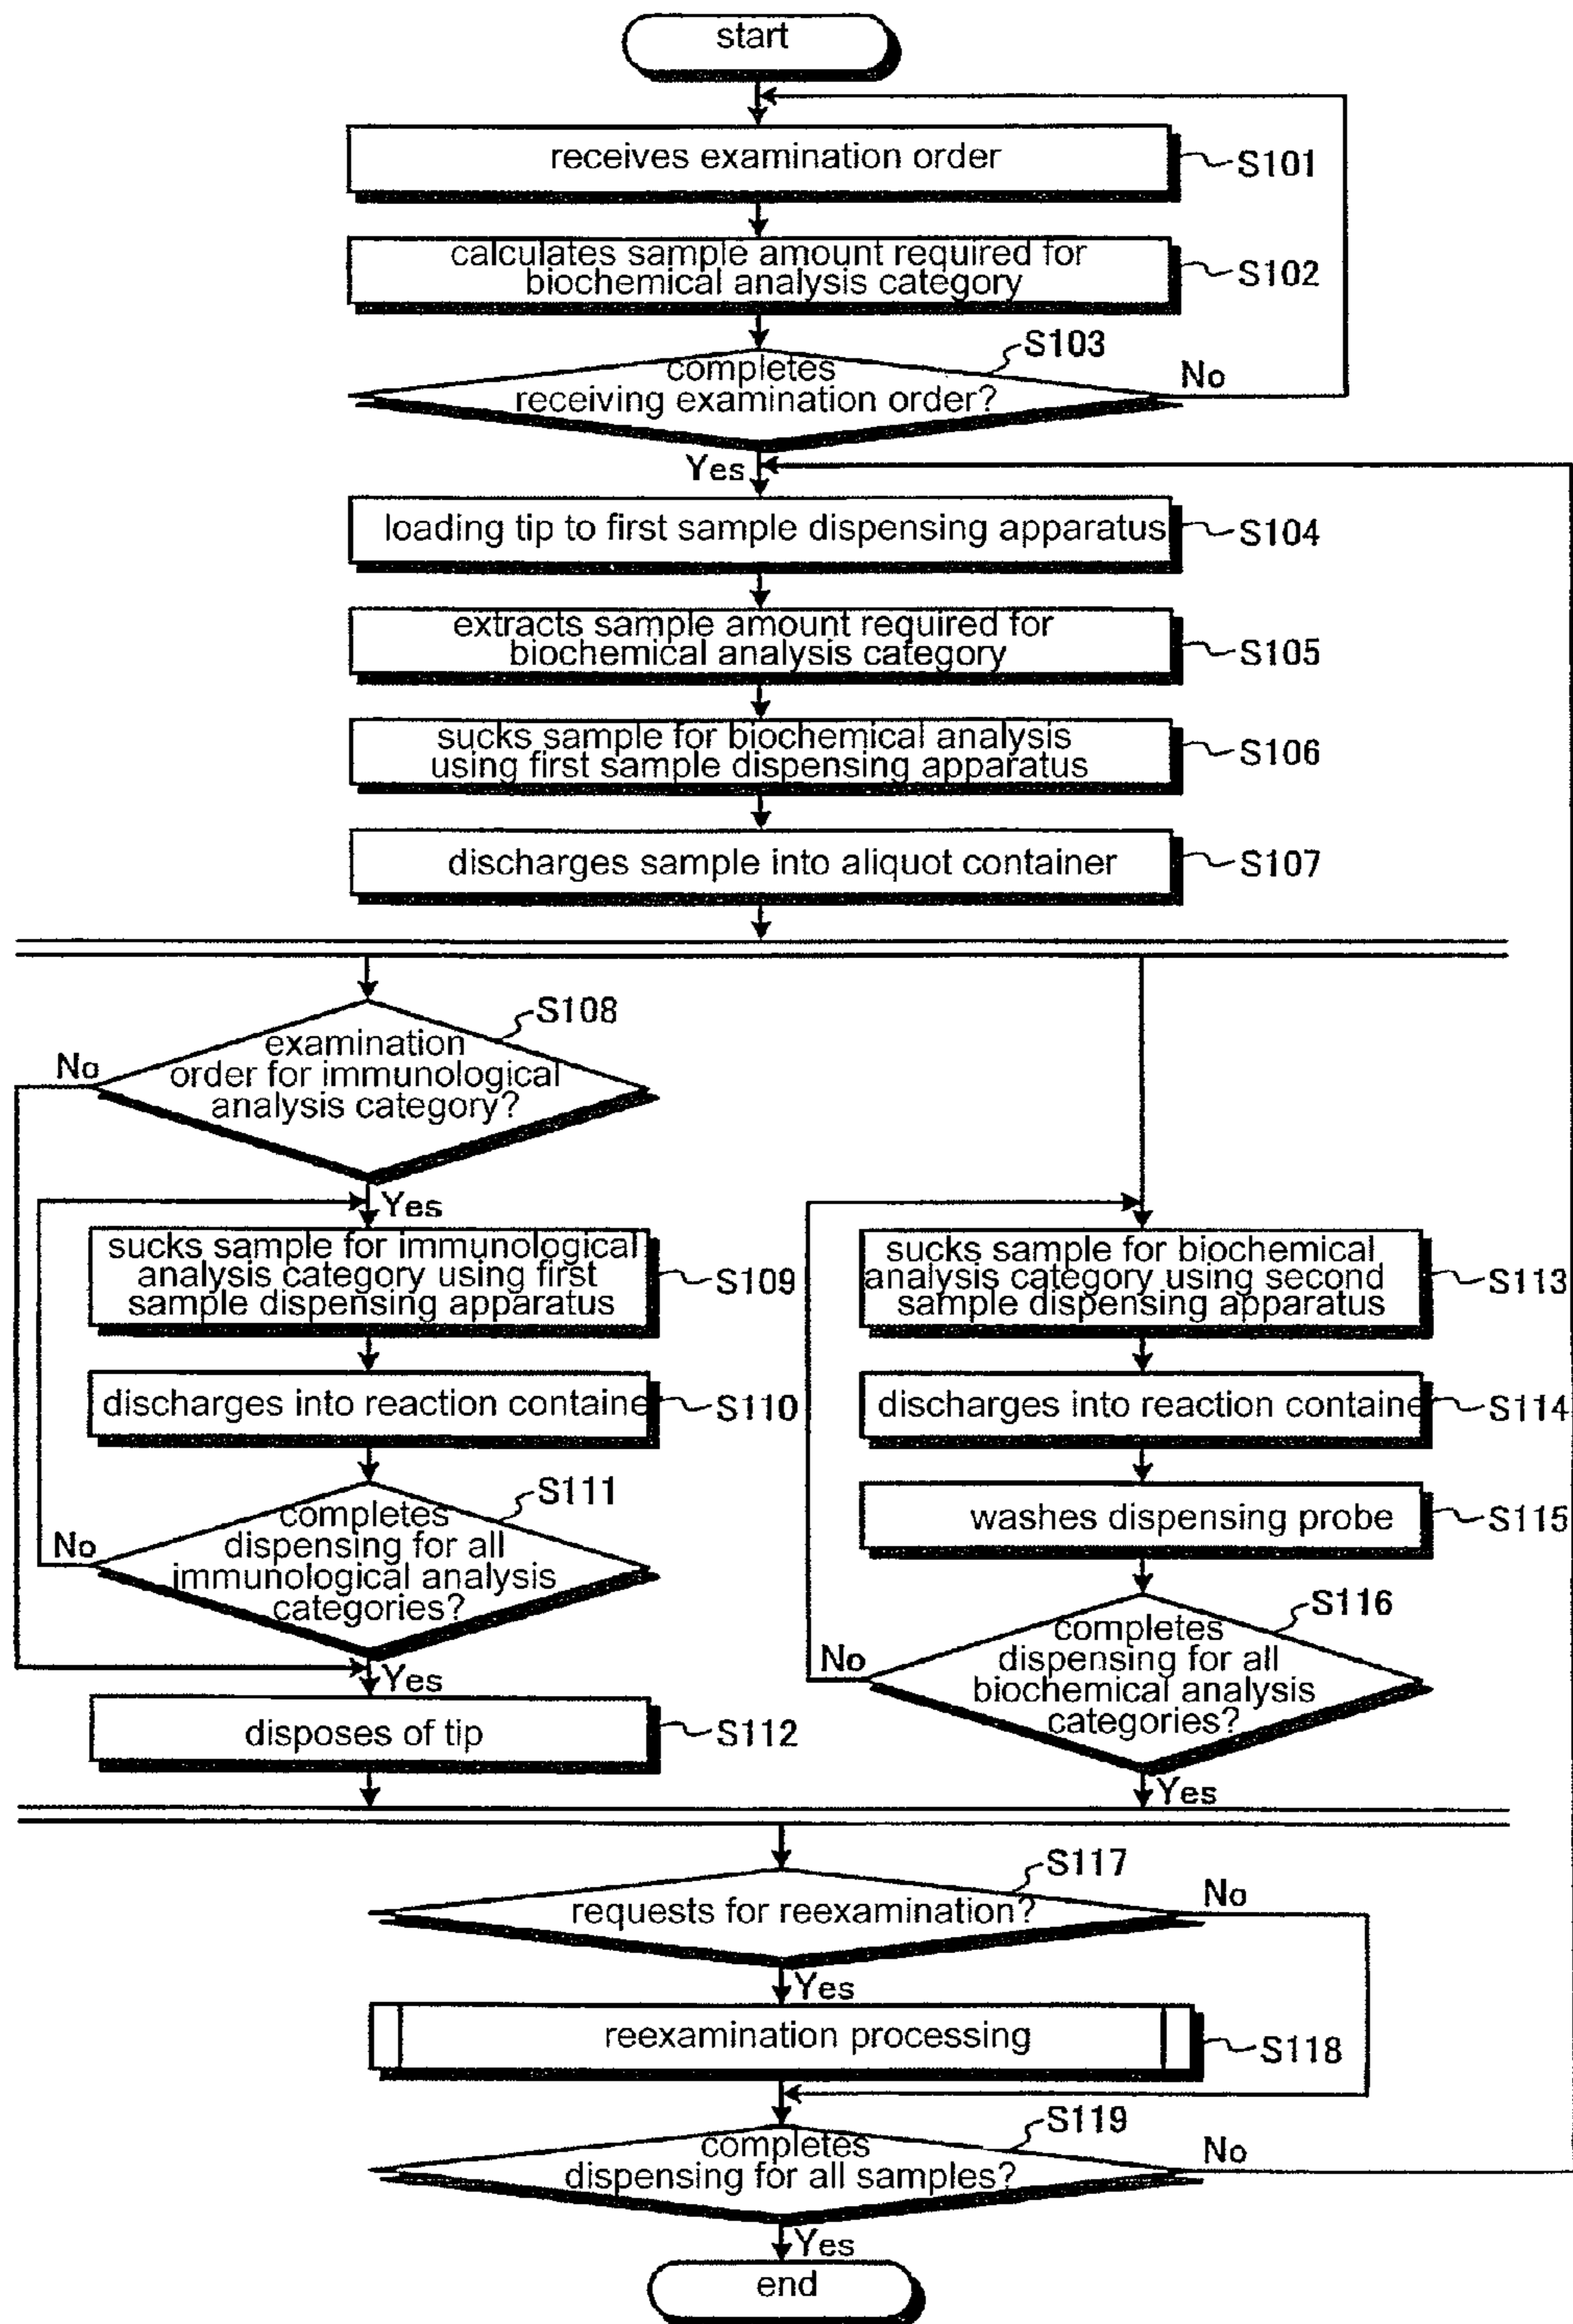 start
receives examination order
S101
calculates sample amount required for
biochemical analysis category
S102
S103
completes
receiving examination order?
No
Yes
loading tip to first sample dispensing apparatus
S104
extracts sample amount required for
biochemical analysis category
S105
sucks sample for biochemical analysis
using first sample dispensing apparatus
S106
discharges sample into aliquot container
S107
S108
examination
order for immunological
analysis category?
No
Yes
sucks sample for immunological
analysis category using first
sample dispensing apparatus
S109
discharges into reaction containe
S110
S111
completes
dispensing for all
immunological analysis
categories?
No
Yes
disposes of tip
S112
sucks sample for biochemical
analysis category using second
sample dispensing apparatus
S113
discharges into reaction containe
S114
washes dispensing probe
S115
S116
completes
dispensing for all
biochemical analysis
categories?
No
Yes
S117
requests for reexamination?
No
Yes
reexamination processing
S118
S119
completes
dispensing for all samples?
No
Yes
end